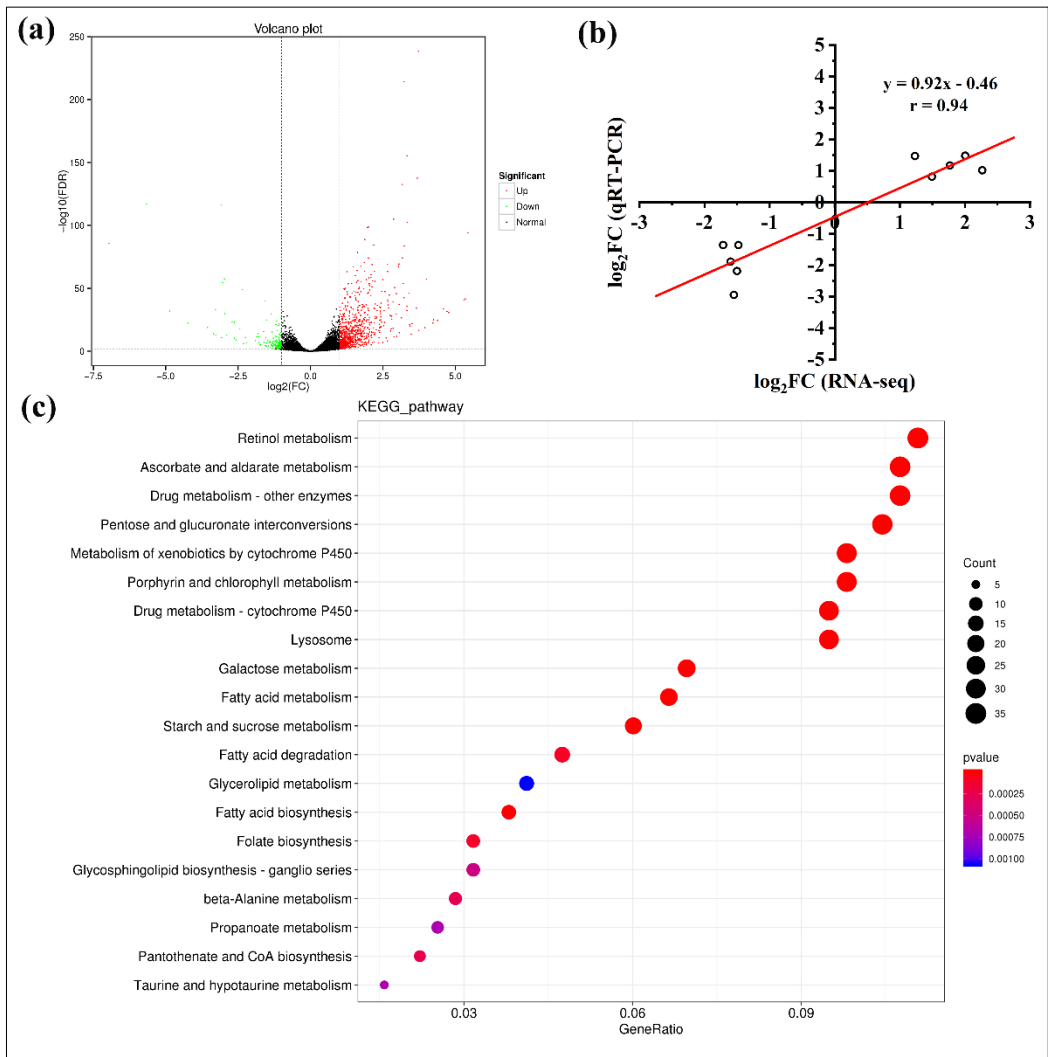 (a)
Volcano plot
250
200
150
100
50
0
−log10(FDR)
−7.5
−5.0
−2.5
0.0
2.5
5.0
log2(FC)
Significant
Up
Down
Normal
(b)
5
4
3
2
1
0
-1
-2
-3
-4
-5
-3
-2
-1
0
1
2
3
y = 0.92x - 0.46
r = 0.94
log2FC (qRT-PCR)
log2FC (RNA-seq)
(c)
KEGG_pathway
Retinol metabolism
Ascorbate and aldarate metabolism
Drug metabolism - other enzymes
Pentose and glucuronate interconversions
Metabolism of xenobiotics by cytochrome P450
Porphyrin and chlorophyll metabolism
Drug metabolism - cytochrome P450
Lysosome
Galactose metabolism
Fatty acid metabolism
Starch and sucrose metabolism
Fatty acid degradation
Glycerolipid metabolism
Fatty acid biosynthesis
Folate biosynthesis
Glycosphingolipid biosynthesis - ganglio series
beta-Alanine metabolism
Propanoate metabolism
Pantothenate and CoA biosynthesis
Taurine and hypotaurine metabolism
0.03
0.06
0.09
GeneRatio
Count
5
10
15
20
25
30
35
pvalue
0.00025
0.00050
0.00075
0.00100